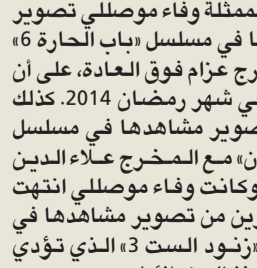 ممثلة وفاء موصللي تصوير
ا في مسلسل «باب الحارة 6»
رج عزام فوق العادة، على أن
ي شهر رمضان 2014. كذلك
صوير مشاهدها في مسلسل
ن» مع المخرج علاء الدين
وكانت وفاء موصللي انتهت
رين من تصوير مشاهدها في
«زنود الست 3» الذي تؤدي